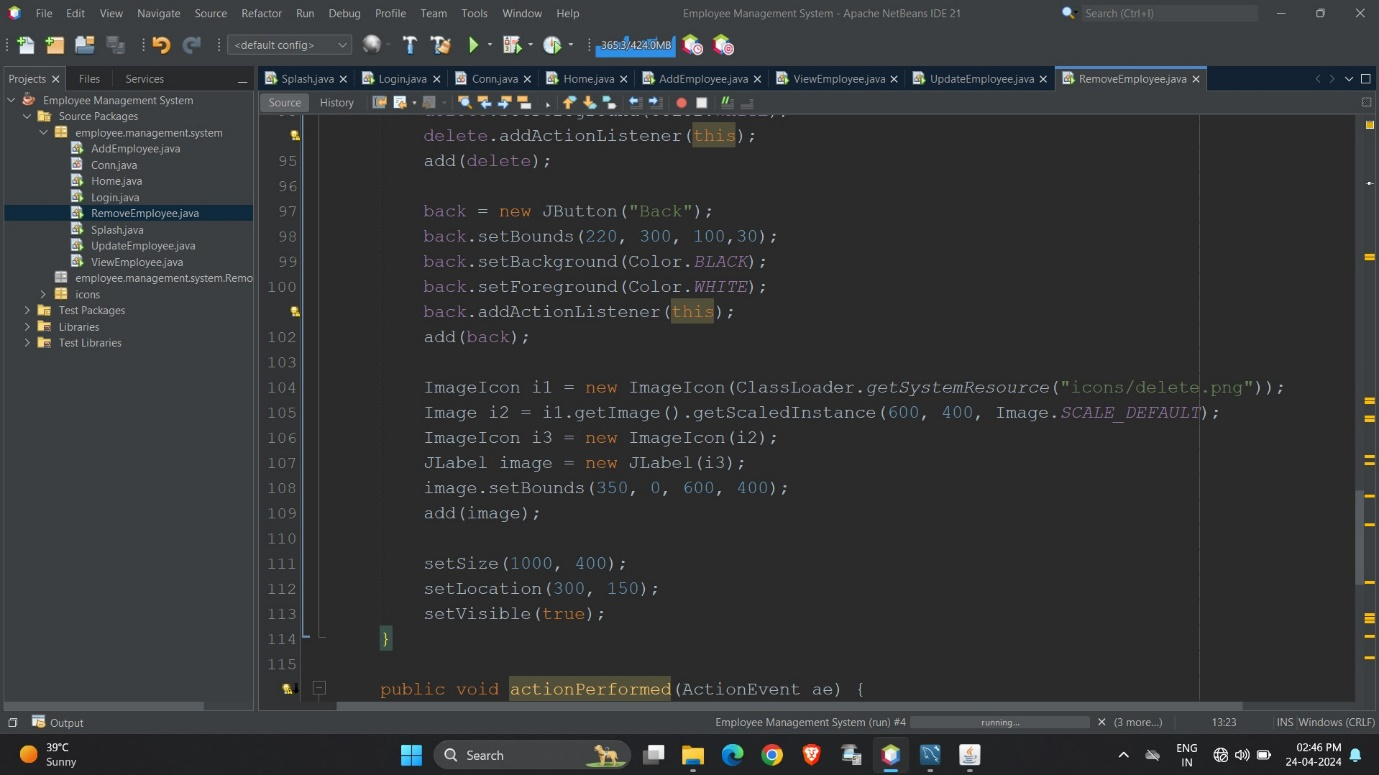 File Edit View Navigate Source Refactor Run Debug Profile Team Tools Window Help Employee Management System - Apache NetBeans IDE 21 Search (Ctrl+I)
<default config> 365.3/424.0MB
Projects Files Services
Splash.java Login.java Conn.java Home.java AddEmployee.java ViewEmployee.java UpdateEmployee.java RemoveEmployee.java
Source History
Employee Management System
Source Packages
employee.management.system
AddEmployee.java
Conn.java
Home.java
Login.java
RemoveEmployee.java
Splash.java
UpdateEmployee.java
ViewEmployee.java
employee.management.system.Remo
icons
Test Packages
Libraries
Test Libraries
delete.addActionListener(this);
95 add(delete);
96
97 back = new JButton("Back");
98 back.setBounds(220, 300, 100,30);
99 back.setBackground(Color.BLACK);
100 back.setForeground(Color.WHITE);
back.addActionListener(this);
102 add(back);
103
104 ImageIcon i1 = new ImageIcon(ClassLoader.getSystemResource("icons/delete.png"));
105 Image i2 = i1.getImage().getScaledInstance(600, 400, Image.SCALE_DEFAULT);
106 ImageIcon i3 = new ImageIcon(i2);
107 JLabel image = new JLabel(i3);
108 image.setBounds(350, 0, 600, 400);
109 add(image);
110
111 setSize(1000, 400);
112 setLocation(300, 150);
113 setVisible(true);
114 }
115
public void actionPerformed(ActionEvent ae) {
Output Employee Management System (run) #4 running... (3 more...) 13:23 INS Windows (CRLF)
39°C
Sunny
Search
ENG
IN
02:46 PM
24-04-2024